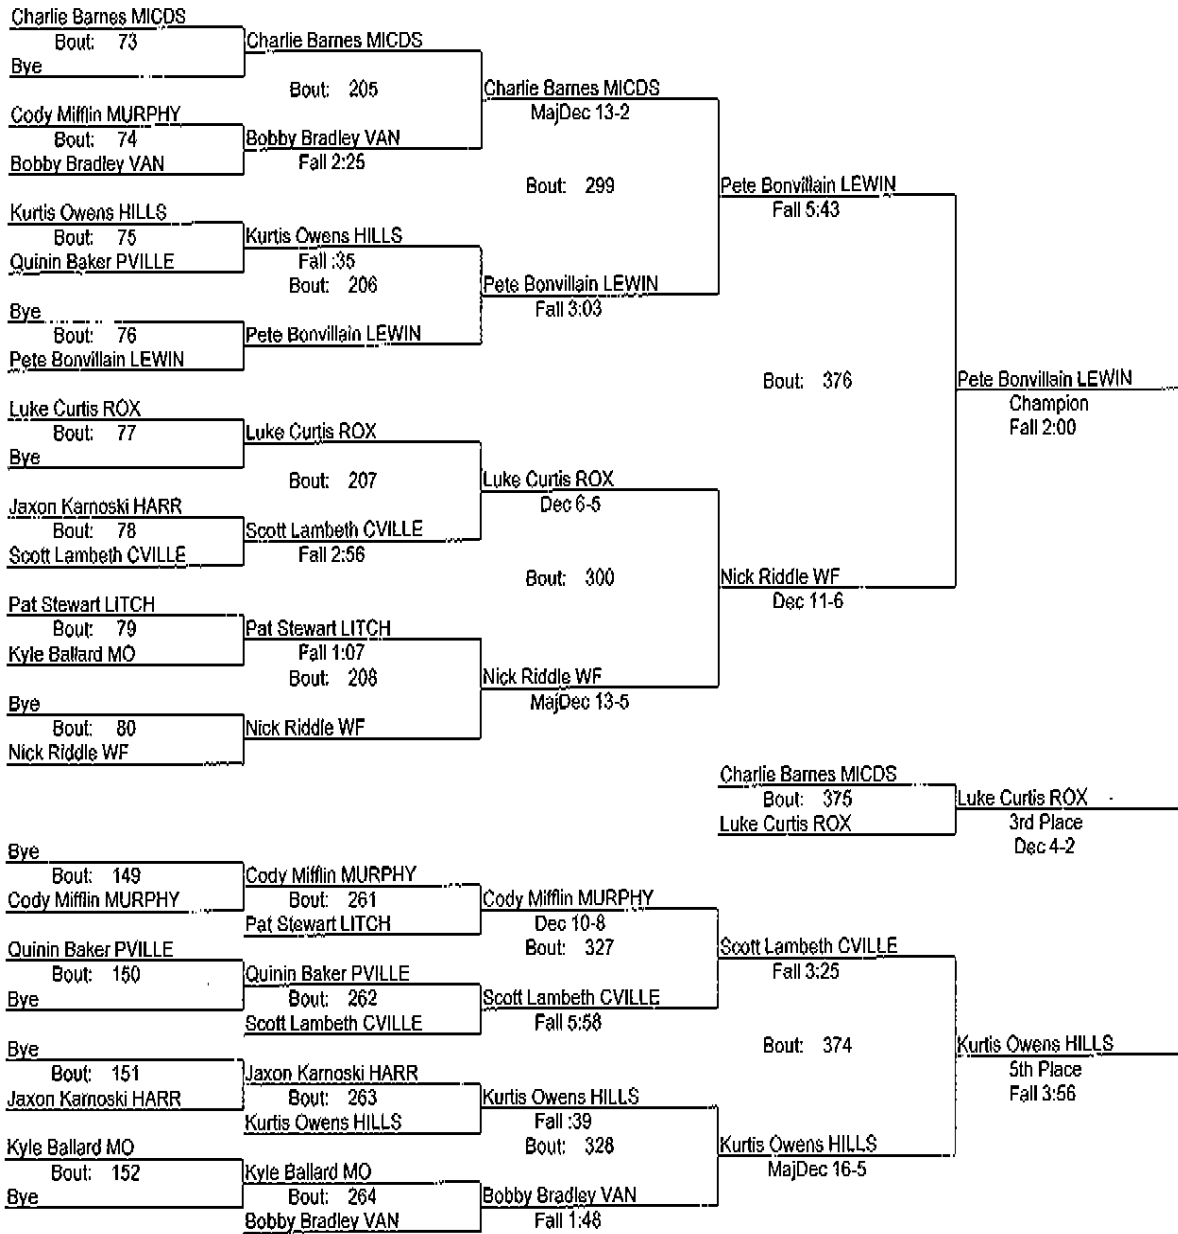 Charlie Barnes MICDS
Bout: 73
Bye
Charlie Barnes MICDS
Bout: 205
Cody Mifflin MURPHY
Bout: 74
Bobby Bradley VAN
Bobby Bradley VAN
Fall 2:25
Charlie Barnes MICDS
MajDec 13-2
Bout: 299
Kurtis Owens HILLS
Bout: 75
Quinin Baker PVILLE
Kurtis Owens HILLS
Fall :35
Bout: 206
Bye
Bout: 76
Pete Bonvillain LEWIN
Pete Bonvillain LEWIN
Pete Bonvillain LEWIN
Fall 3:03
Pete Bonvillain LEWIN
Fall 5:43
Bout: 376
Pete Bonvillain LEWIN
Champion
Fall 2:00
Luke Curtis ROX
Bout: 77
Bye
Luke Curtis ROX
Bout: 207
Jaxon Karnoski HARR
Bout: 78
Scott Lambeth CVILLE
Scott Lambeth CVILLE
Fall 2:56
Luke Curtis ROX
Dec 6-5
Bout: 300
Pat Stewart LITCH
Bout: 79
Kyle Ballard MO
Pat Stewart LITCH
Fall 1:07
Bout: 208
Bye
Bout: 80
Nick Riddle WF
Nick Riddle WF
Nick Riddle WF
MajDec 13-5
Nick Riddle WF
Dec 11-6
Charlie Barnes MICDS
Bout: 375
Luke Curtis ROX
Luke Curtis ROX
3rd Place
Dec 4-2
Bye
Bout: 149
Cody Mifflin MURPHY
Cody Mifflin MURPHY
Bout: 261
Pat Stewart LITCH
Cody Mifflin MURPHY
Dec 10-8
Bout: 327
Quinin Baker PVILLE
Bout: 150
Bye
Quinin Baker PVILLE
Bout: 262
Scott Lambeth CVILLE
Scott Lambeth CVILLE
Fall 5:58
Scott Lambeth CVILLE
Fall 3:25
Bout: 374
Bye
Bout: 151
Jaxon Karnoski HARR
Jaxon Karnoski HARR
Bout: 263
Kurtis Owens HILLS
Kurtis Owens HILLS
Fall :39
Bout: 328
Kyle Ballard MO
Bout: 152
Bye
Kyle Ballard MO
Bout: 264
Bobby Bradley VAN
Bobby Bradley VAN
Fall 1:48
Kurtis Owens HILLS
MajDec 16-5
Kurtis Owens HILLS
5th Place
Fall 3:56